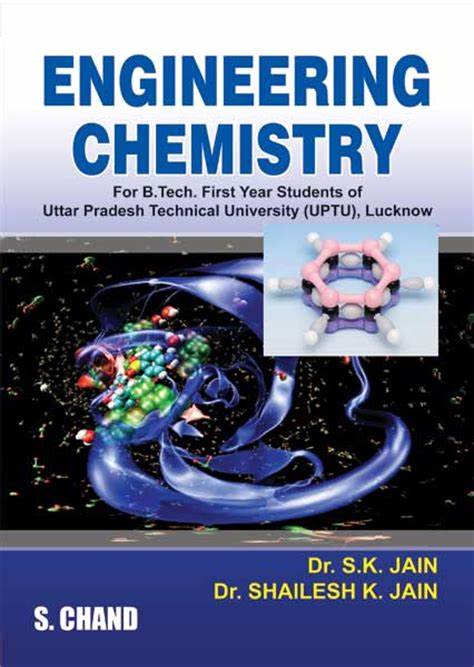 ENGINEERING
CHEMISTRY
For B.Tech. First Year Students of
Uttar Pradesh Technical University (UPTU), Lucknow
Dr. S.K. JAIN
Dr. SHAILESH K. JAIN
S. CHAND